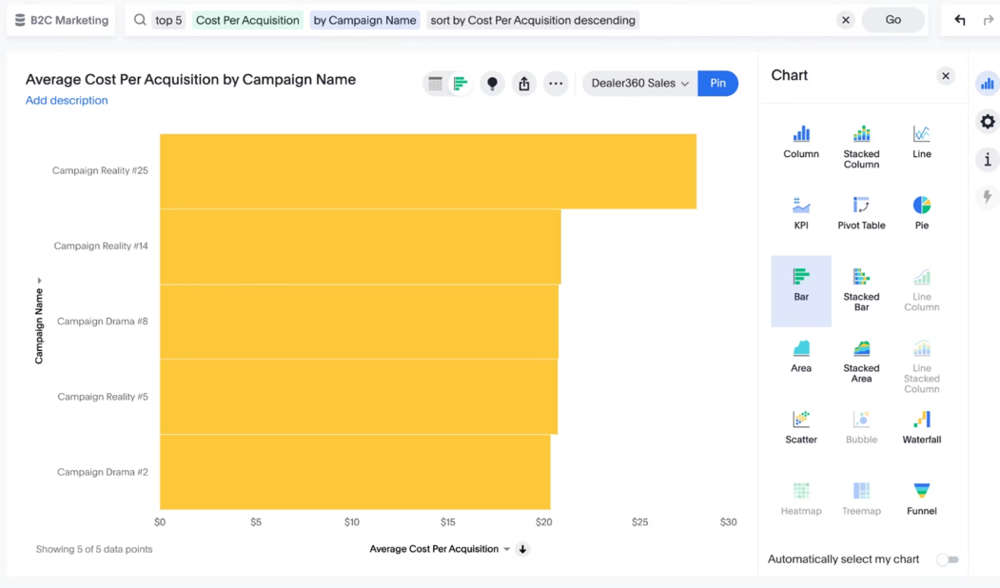 B2C Marketing
top 5 Cost Per Acquisition by Campaign Name sort by Cost Per Acquisition descending
Go
Average Cost Per Acquisition by Campaign Name
Add description
Dealer360 Sales
Pin
Campaign Name
Campaign Reality #25
Campaign Reality #14
Campaign Drama #8
Campaign Reality #5
Campaign Drama #2
$0 $5 $10 $15 $20 $25 $30
Average Cost Per Acquisition
Showing 5 of 5 data points
Chart
Column
Stacked
Column
Line
KPI
Pivot Table
Pie
Bar
Stacked
Bar
Line
Column
Area
Stacked
Area
Line
Stacked
Column
Scatter
Bubble
Waterfall
Heatmap
Treemap
Funnel
Automatically select my chart